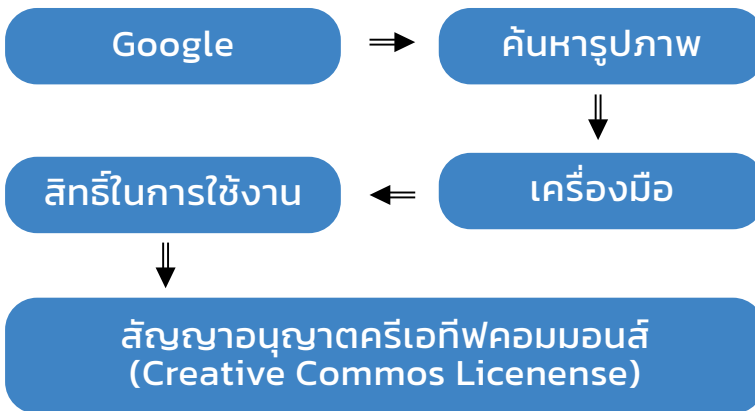 Google
ค้นหารูปภาพ
เครื่องมือ
สิทธิ์ในการใช้งาน
สัญญาอนุญาตครีเอทีฟคอมมอนส์
(Creative Commos Licenense)